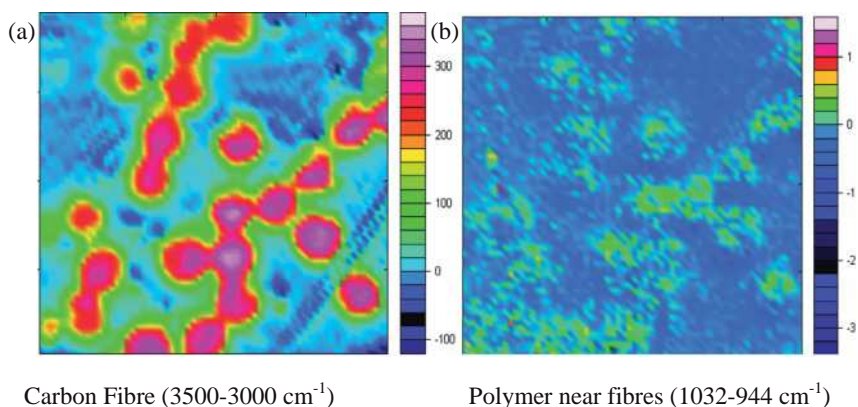 (a)
300
200
100
0
-100
(b)
1
0
-1
-2
-3
Carbon Fibre (3500-3000 cm⁻¹)
Polymer near fibres (1032-944 cm⁻¹)